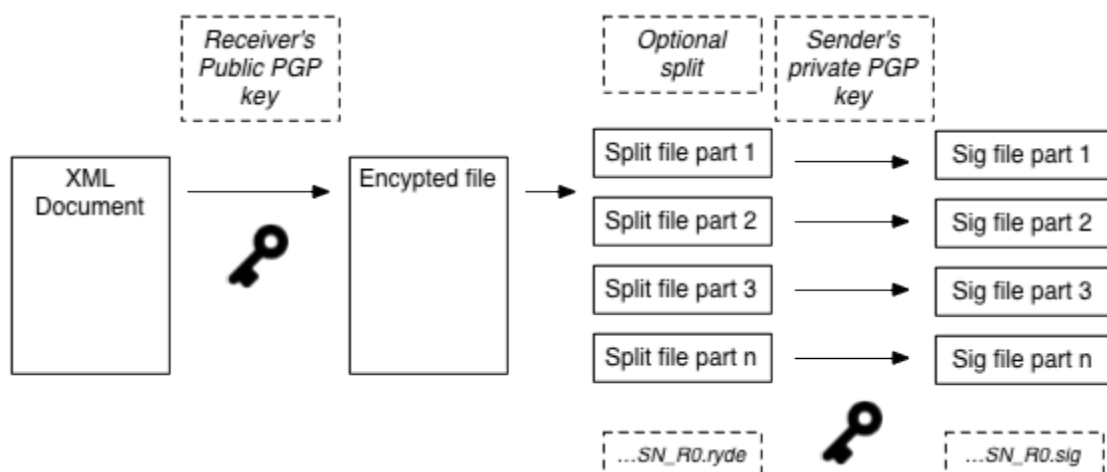 Receiver's
Public PGP
key
Optional
split
Sender's
private PGP
key
XML
Document
Encypted file
Split file part 1
Sig file part 1
Split file part 2
Sig file part 2
Split file part 3
Sig file part 3
Split file part n
Sig file part n
...SN_R0.ryde
...SN_R0.sig